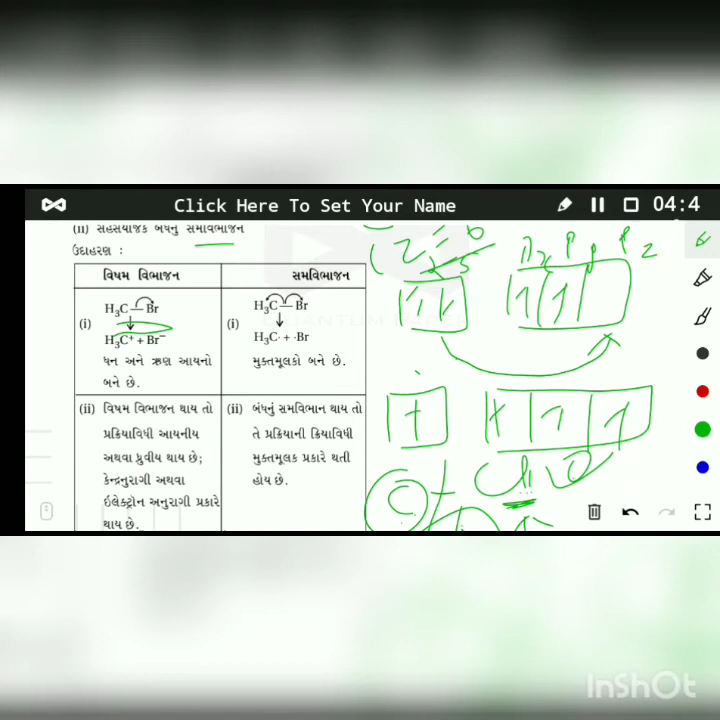 Click Here To Set Your Name
04:4
(II) સહસંયોજક બંધનું સમવિભાજન
ઉદાહરણ :
વિષમ વિભાજન
સમવિભાજન
(i) H₃C — Br
H₃C⁺ + Br⁻
ધન અને ઋણ આયનો
બને છે.
(i) H₃C — Br
H₃C· + ·Br
મુક્તમૂલકો બને છે.
(ii) વિષમ વિભાજન થાય તો
પ્રક્રિયાવિધી આયનીય
અથવા ધ્રુવીય થાય છે;
કેન્દ્રનુરાગી અથવા
ઇલેક્ટ્રોન અનુરાગી પ્રકારે
થાય છે.
(ii) બંધનું સમવિભાન થાય તો
તે પ્રક્રિયાની ક્રિયાવિધી
મુક્તમૂલક પ્રકારે થતી
હોય છે.
InShOt